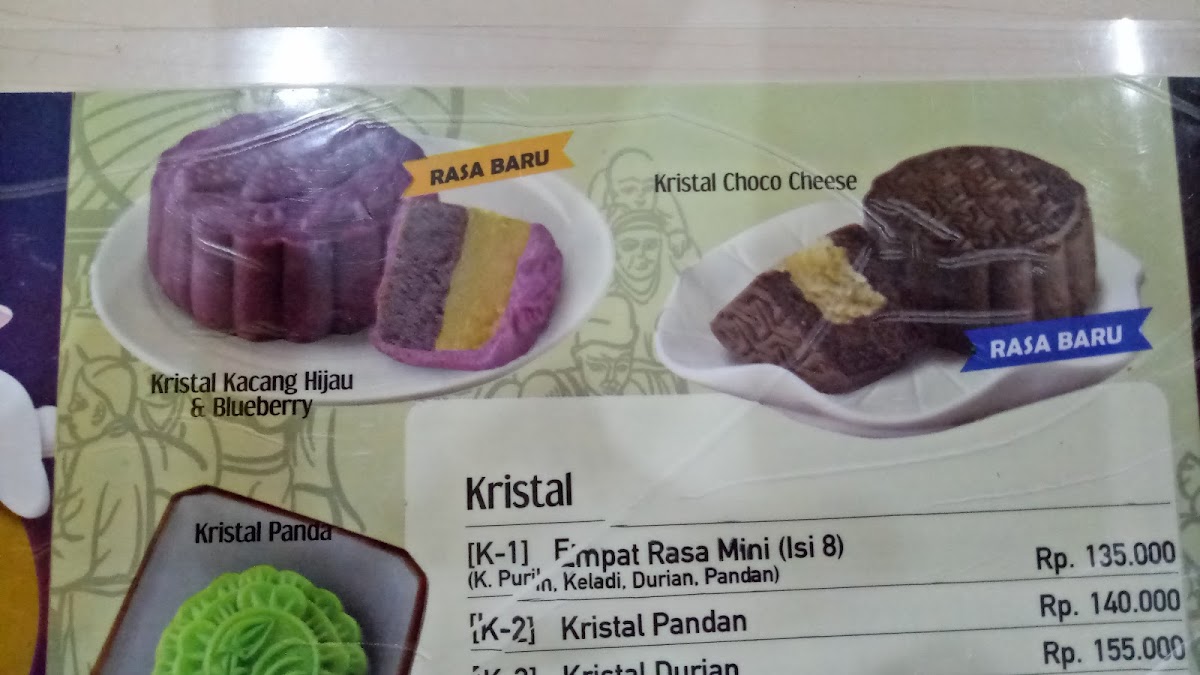 RASA BARU
Kristal Choco Cheese
RASA BARU
Kristal Kacang Hijau
& Blueberry
Kristal
Kristal Panda
[K-1] Empat Rasa Mini (Isi 8) Rp. 135.000
(K. Putih, Keladi, Durian, Pandan)
[K-2] Kristal Pandan Rp. 140.000
Kristal Durian Rp. 155.000